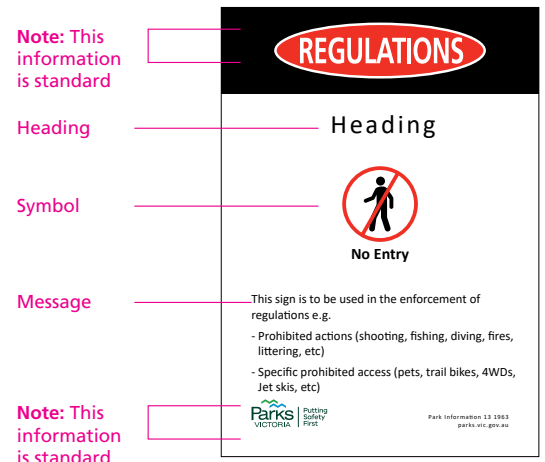 Note: This
information
is standard
REGULATIONS
Heading
Heading
Symbol
No Entry
Message
This sign is to be used in the enforcement of
regulations e.g.
- Prohibited actions (shooting, fishing, diving, fires,
littering, etc)
- Specific prohibited access (pets, trail bikes, 4WDs,
Jet skis, etc)
Note: This
information
is standard
Parks
VICTORIA
Putting
Safety
First
Park Information 13 1963
parks.vic.gov.au